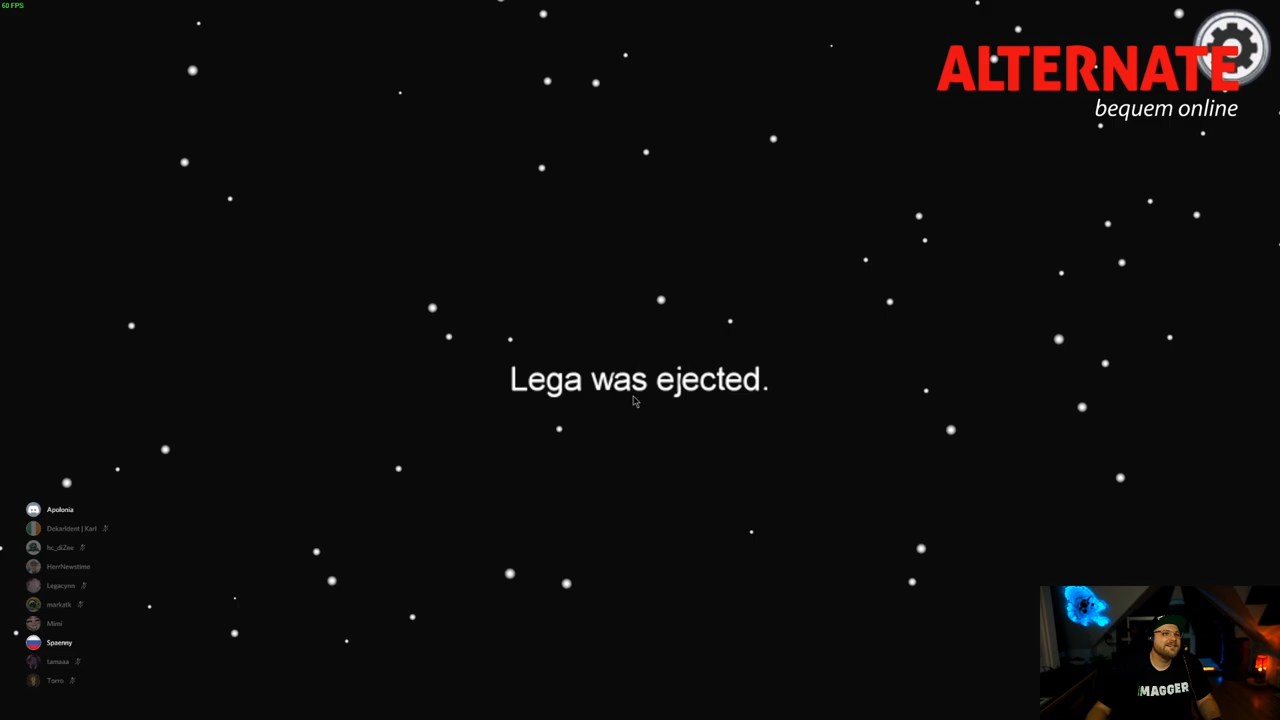 60 FPS
ALTERNATE
bequem online
Lega was ejected.
Apolonia
Dekarldent | Karl
hc_diZee
HerrNewstime
Legacynn
markatk
Mimi
Spaenny
tamaaa
Torro
MAGGER